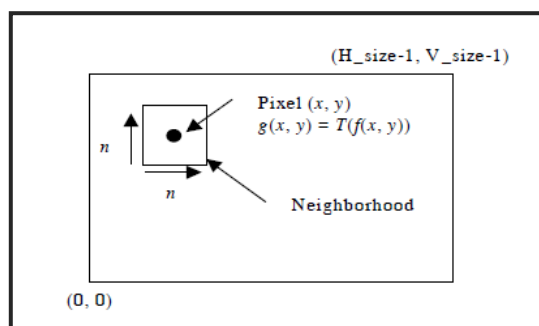 (H_size-1, V_size-1)
Pixel (x, y)
g(x, y) = T(f(x, y))
n
n
Neighborhood
(0, 0)